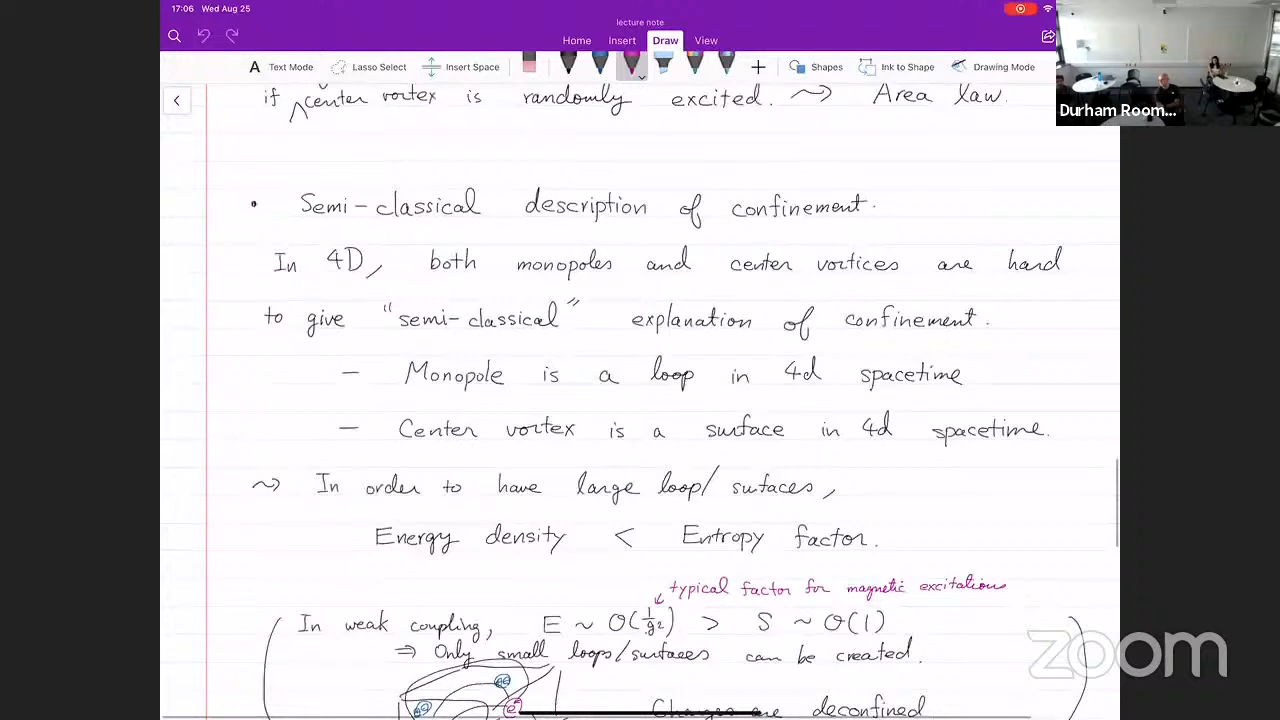 17:06 Wed Aug 25
lecture note
Home Insert Draw View
Text Mode Lasso Select Insert Space Shapes Ink to Shape Drawing Mode
Durham Room...
if center vortex is randomly excited. ⇝ Area law.
• Semi-classical description of confinement.
In 4D, both monopoles and center vortices are hard
to give "semi-classical" explanation of confinement.
— Monopole is a loop in 4d spacetime
— Center vortex is a surface in 4d spacetime.
⇝ In order to have large loop/sufaces,
Energy density < Entropy factor.
typical factor for magnetic excitations
In weak coupling, E ~ O(1/g²) > S ~ O(1)
⇒ Only small loops/surfaces can be created.
Charges are deconfined
zoom